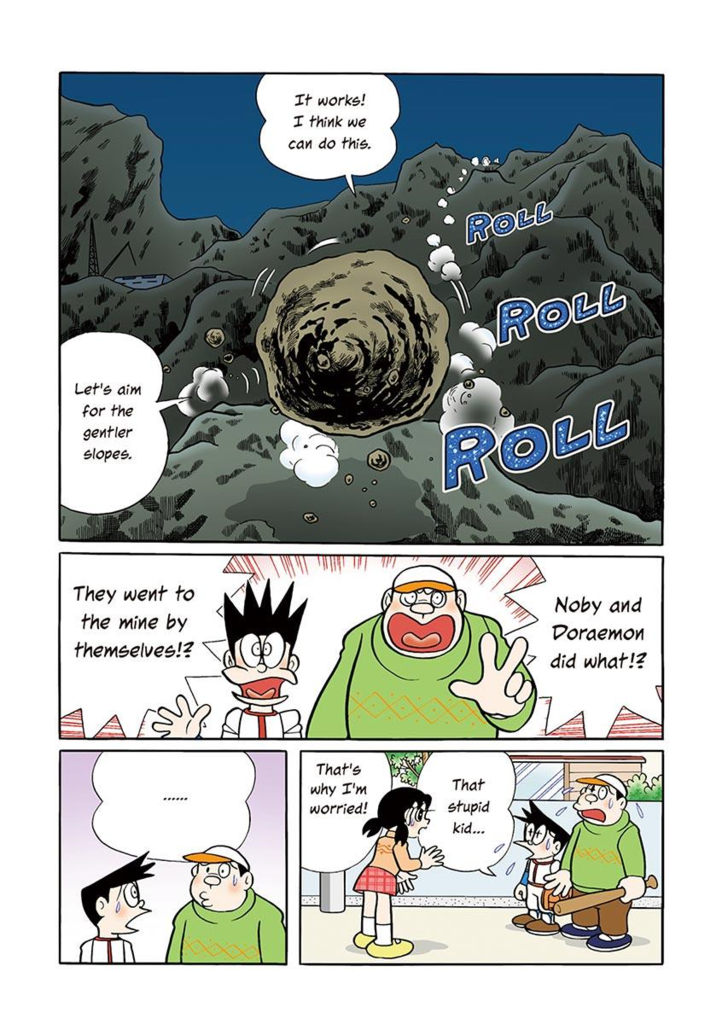 It works!
I think we
can do this.
ROLL
ROLL
Let's aim
for the
gentler
slopes.
ROLL
They went to
the mine by
themselves!?
Noby and
Doraemon
did what!?
......
That's
why I'm
worried!
That
stupid
kid...